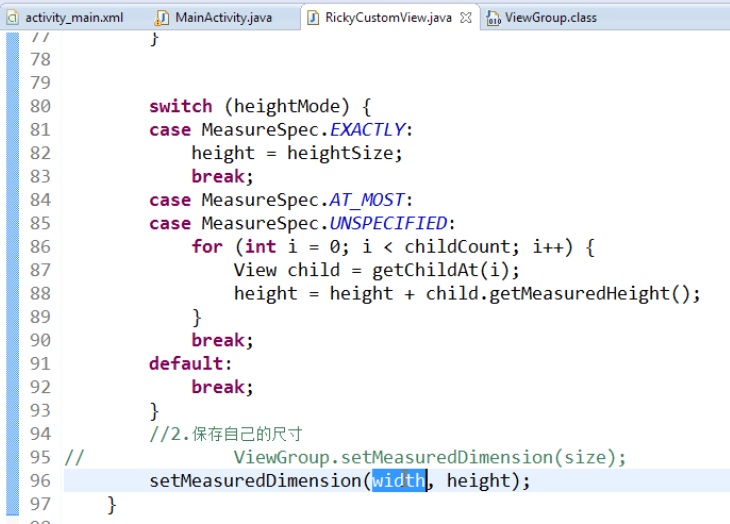 activity_main.xml MainActivity.java RickyCustomView.java ViewGroup.class
77 }
78
79
80 switch (heightMode) {
81 case MeasureSpec.EXACTLY:
82 height = heightSize;
83 break;
84 case MeasureSpec.AT_MOST:
85 case MeasureSpec.UNSPECIFIED:
86 for (int i = 0; i < childCount; i++) {
87 View child = getChildAt(i);
88 height = height + child.getMeasuredHeight();
89 }
90 break;
91 default:
92 break;
93 }
94 //2.保存自己的尺寸
95 // ViewGroup.setMeasuredDimension(size);
96 setMeasuredDimension(width, height);
97 }